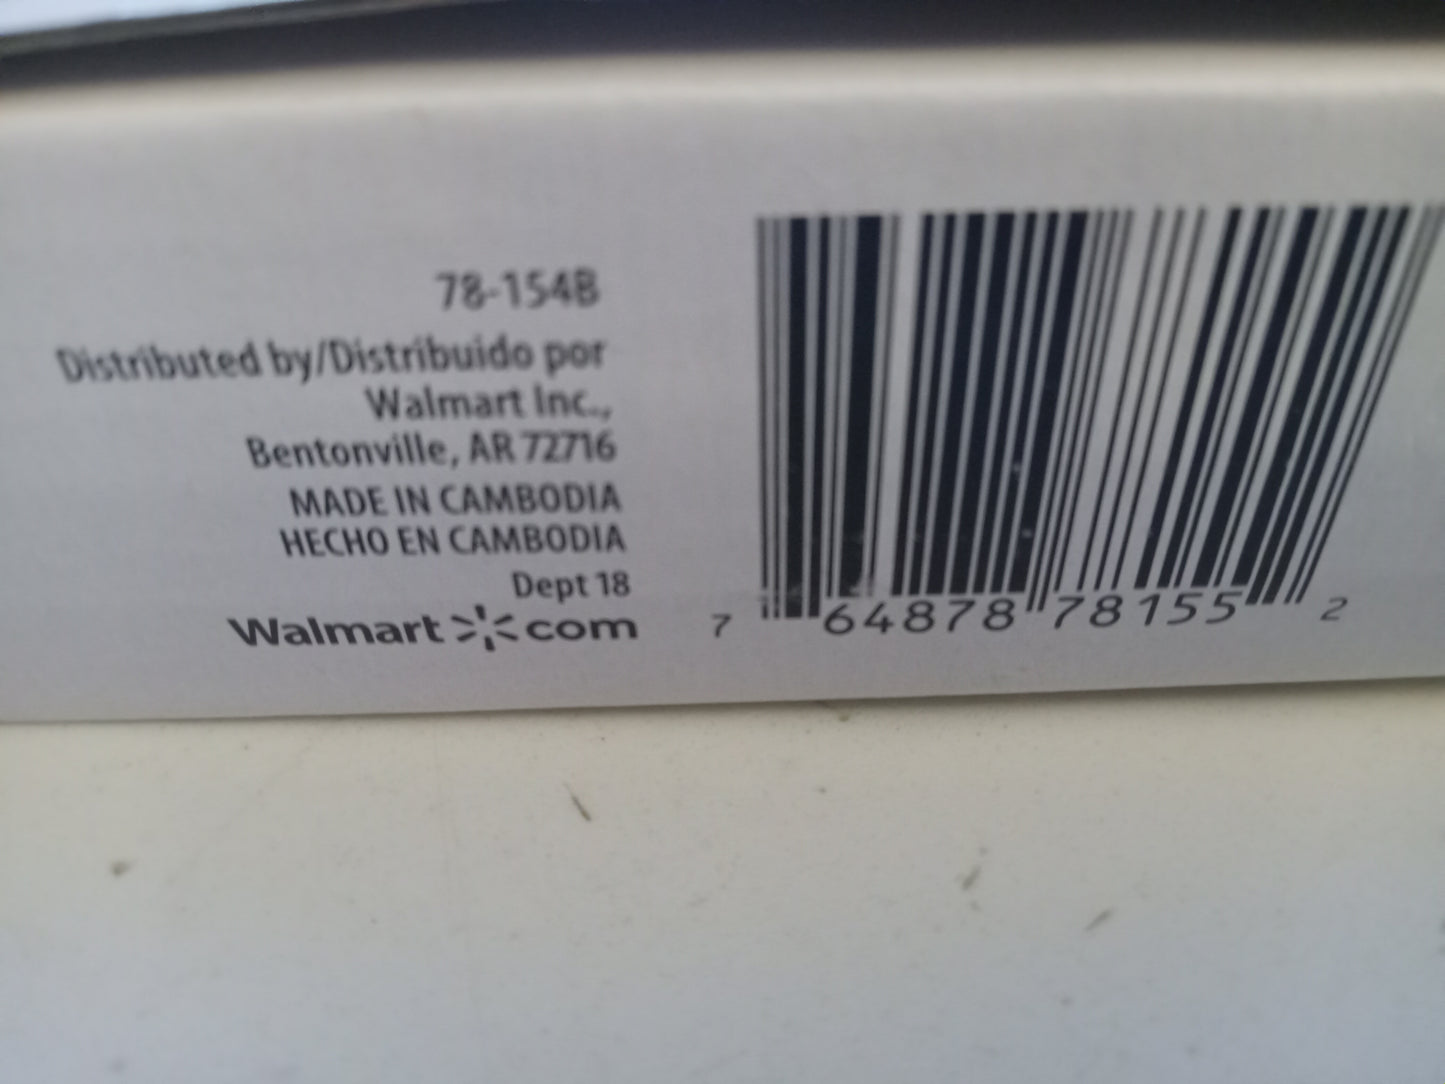 78-154B
Distributed by/Distribuido por
Walmart Inc.,
Bentonville, AR 72716
MADE IN CAMBODIA
HECHO EN CAMBODIA
Dept 18
Walmart com
7 64878 78155 2